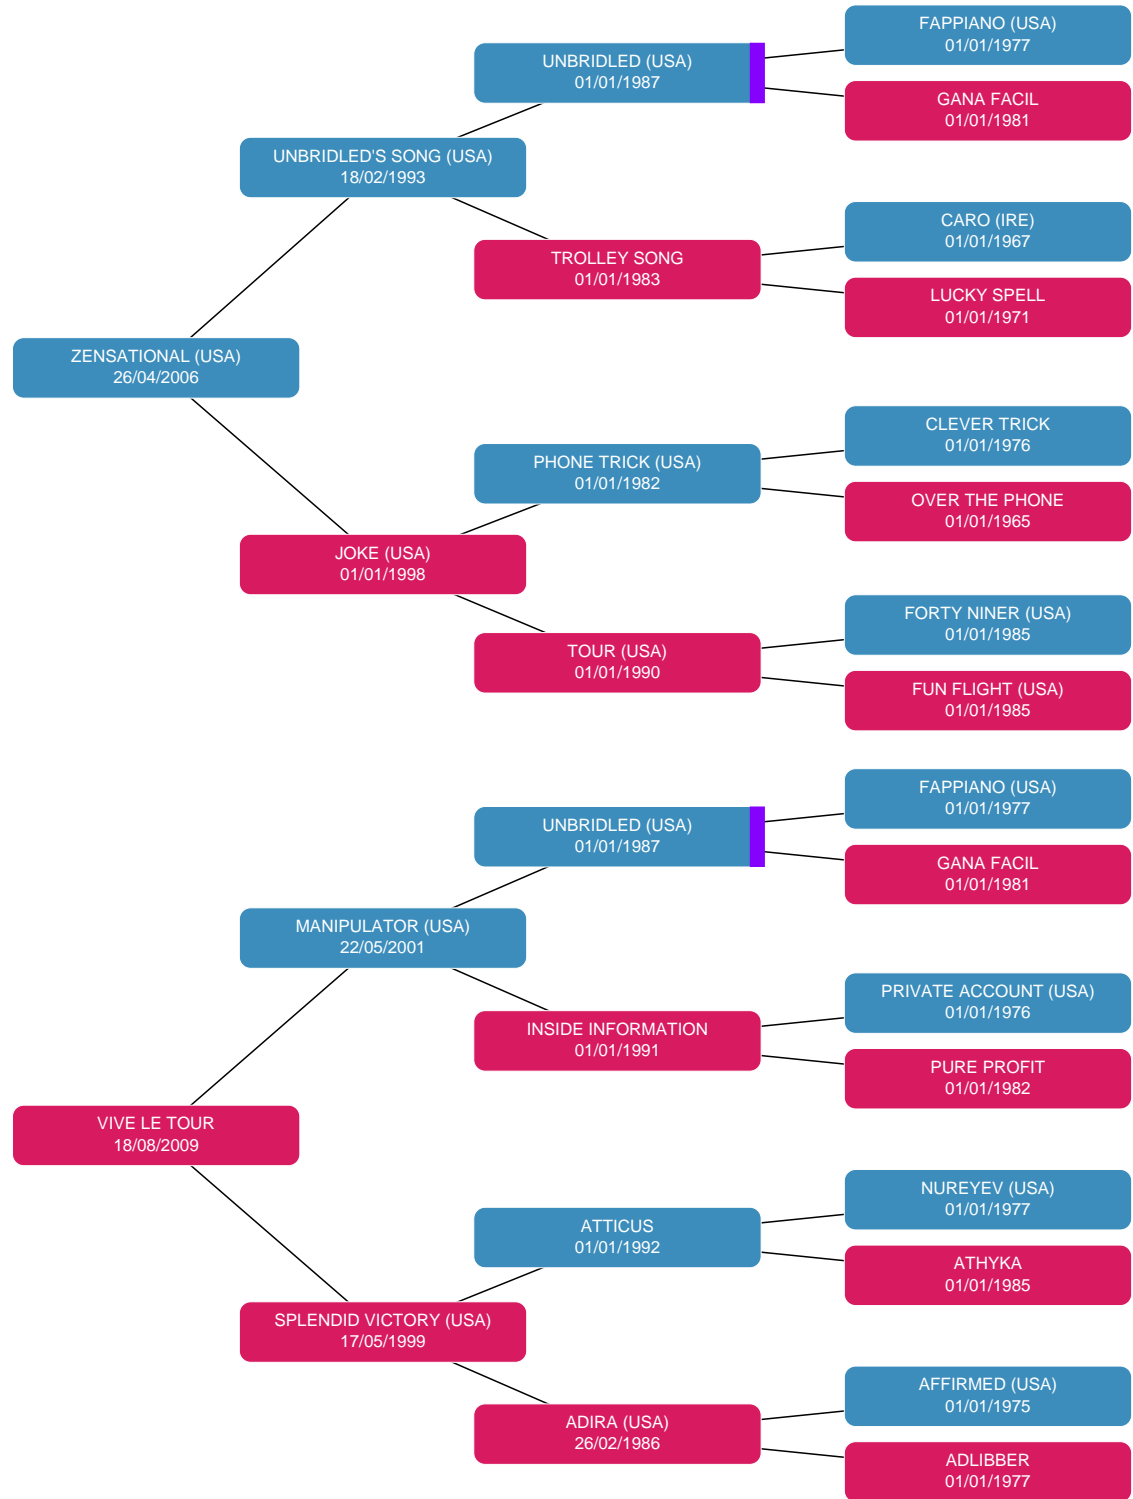 FAPPIANO (USA)
01/01/1977
UNBRIDLED (USA)
01/01/1987
GANA FACIL
01/01/1981
UNBRIDLED'S SONG (USA)
18/02/1993
CARO (IRE)
01/01/1967
TROLLEY SONG
01/01/1983
LUCKY SPELL
01/01/1971
ZENSATIONAL (USA)
26/04/2006
CLEVER TRICK
01/01/1976
PHONE TRICK (USA)
01/01/1982
OVER THE PHONE
01/01/1965
JOKE (USA)
01/01/1998
FORTY NINER (USA)
01/01/1985
TOUR (USA)
01/01/1990
FUN FLIGHT (USA)
01/01/1985
FAPPIANO (USA)
01/01/1977
UNBRIDLED (USA)
01/01/1987
GANA FACIL
01/01/1981
MANIPULATOR (USA)
22/05/2001
PRIVATE ACCOUNT (USA)
01/01/1976
INSIDE INFORMATION
01/01/1991
PURE PROFIT
01/01/1982
VIVE LE TOUR
18/08/2009
NUREYEV (USA)
01/01/1977
ATTICUS
01/01/1992
ATHYKA
01/01/1985
SPLENDID VICTORY (USA)
17/05/1999
AFFIRMED (USA)
01/01/1975
ADIRA (USA)
26/02/1986
ADLIBBER
01/01/1977